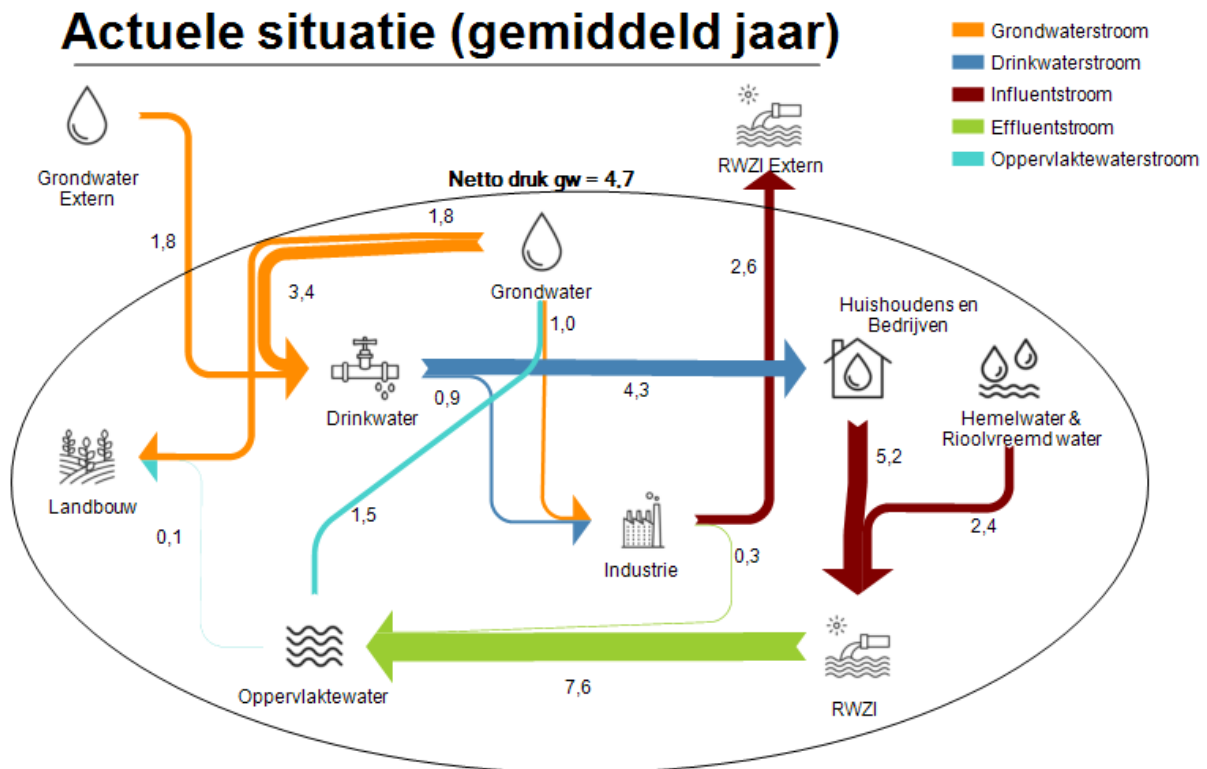 Actuele situatie (gemiddeld jaar)
Grondwaterstroom
Drinkwaterstroom
Influentstroom
Effluentstroom
Oppervlaktewaterstroom
Grondwater
Extern
RWZI Extern
Netto druk gw = 4,7
1,8
1,8
2,6
3,4
Grondwater
1,0
Huishoudens en
Bedrijven
Drinkwater
0,9
4,3
Hemelwater &
Rioolvreemd water
5,2
Landbouw
0,1
1,5
2,4
Industrie
0,3
Oppervlaktewater
7,6
RWZI